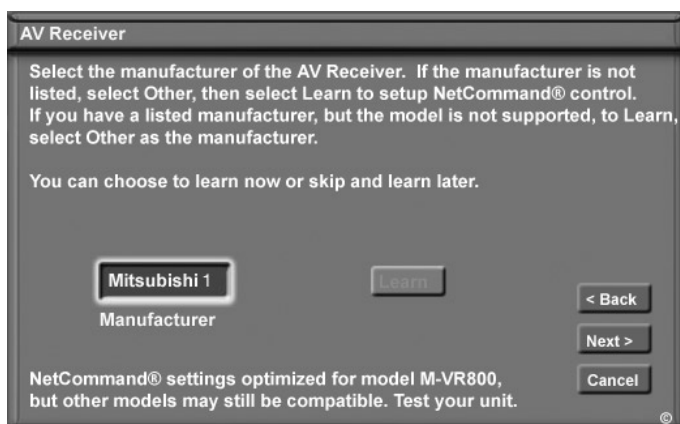 AV Receiver
Select the manufacturer of the AV Receiver. If the manufacturer is not
listed, select Other, then select Learn to setup NetCommand® control.
If you have a listed manufacturer, but the model is not supported, to Learn,
select Other as the manufacturer.
You can choose to learn now or skip and learn later.
Mitsubishi 1
Learn
Manufacturer
< Back
Next >
Cancel
NetCommand® settings optimized for model M-VR800,
but other models may still be compatible. Test your unit.
©